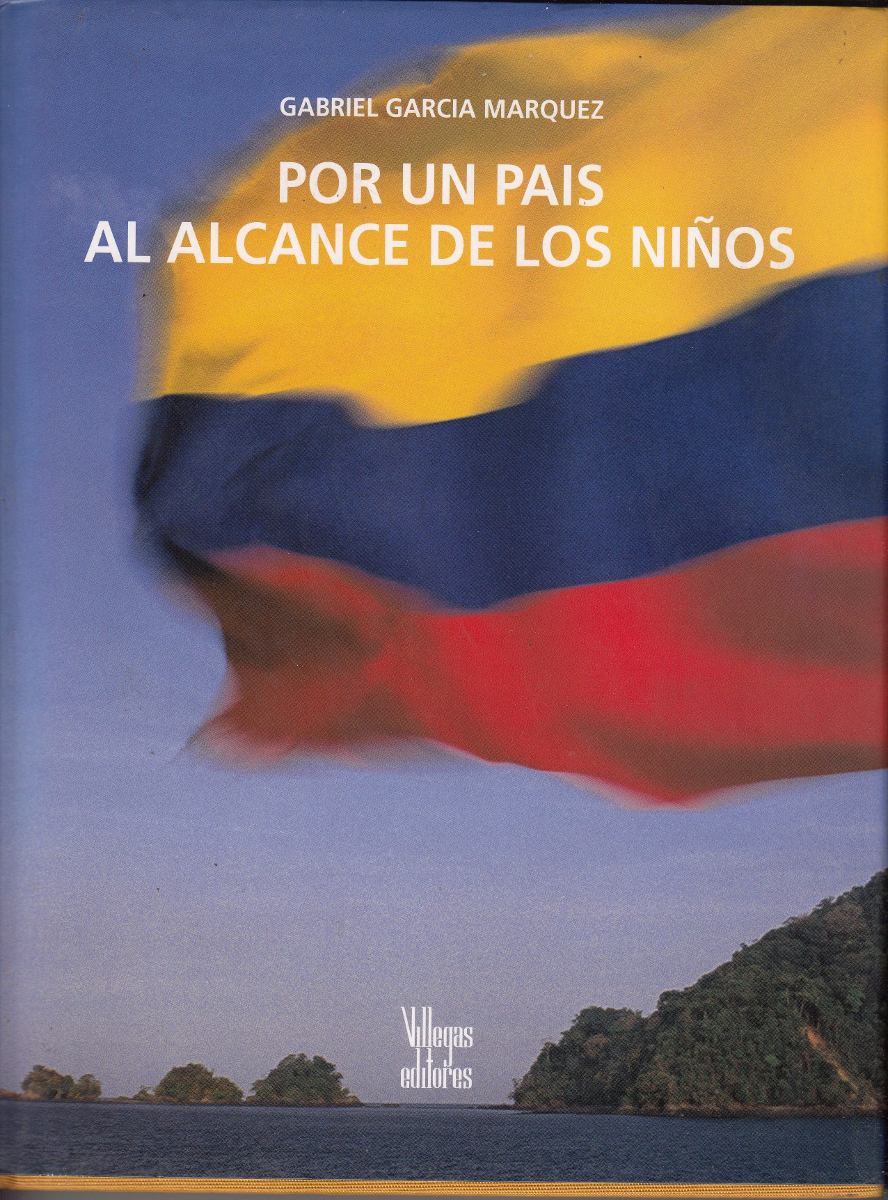 GABRIEL GARCIA MARQUEZ
POR UN PAIS
AL ALCANCE DE LOS NIÑOS
Villegas
editores